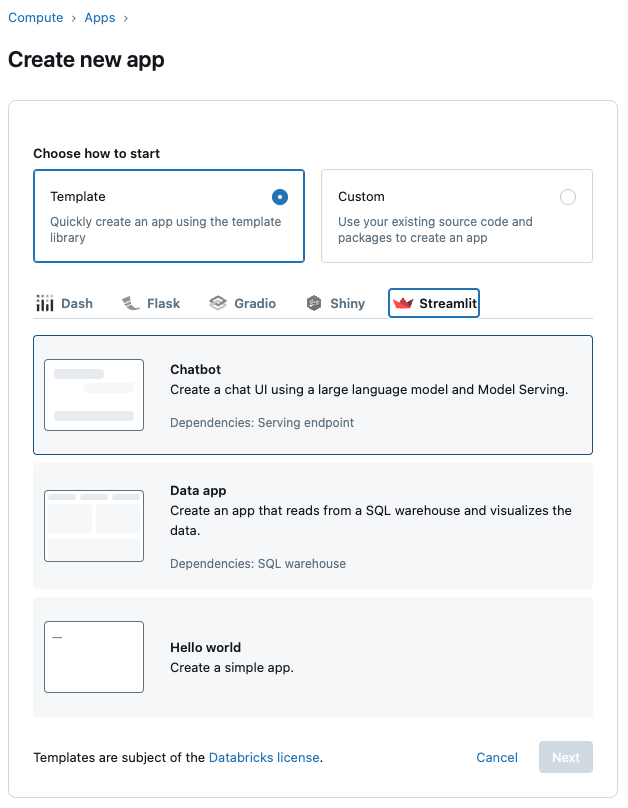 Compute > Apps >
Create new app
Choose how to start
Template
Quickly create an app using the template
library
Custom
Use your existing source code and
packages to create an app
Dash Flask Gradio Shiny Streamlit
Chatbot
Create a chat UI using a large language model and Model Serving.
Dependencies: Serving endpoint
Data app
Create an app that reads from a SQL warehouse and visualizes the
data.
Dependencies: SQL warehouse
Hello world
Create a simple app.
Templates are subject of the Databricks license. Cancel Next